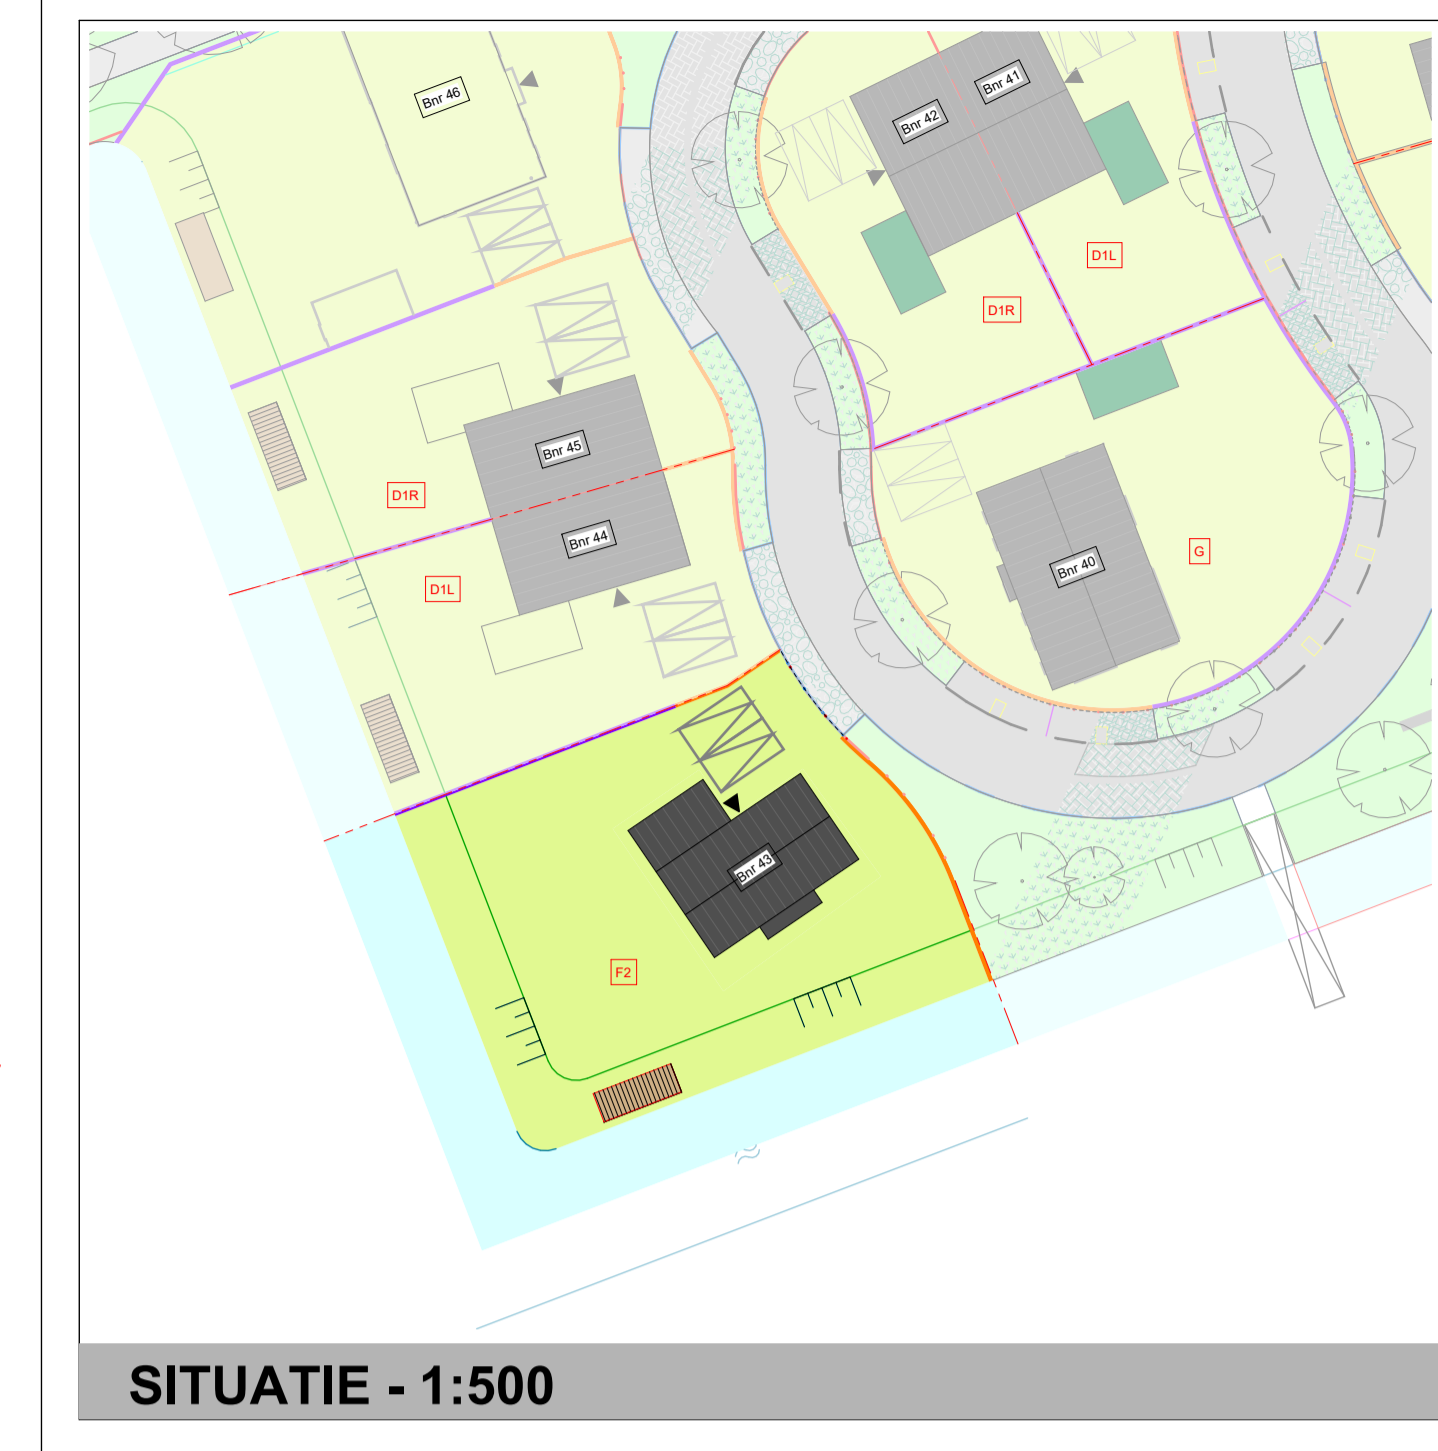 Bnr 46
Bnr 41
Bnr 42
D1L
D1R
Bnr 45
D1R
Bnr 44
G
Bnr 40
D1L
Bnr 43
F2
SITUATIE - 1:500